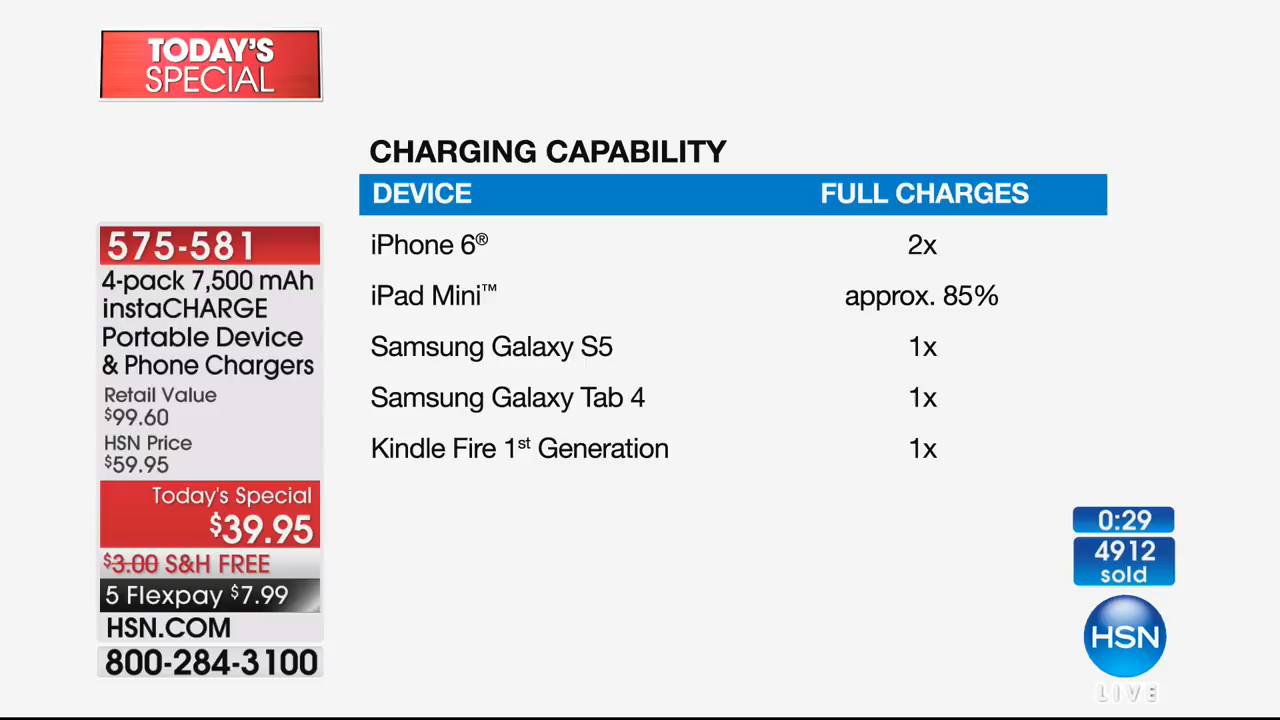 TODAY'S
SPECIAL
CHARGING CAPABILITY
DEVICE FULL CHARGES
iPhone 6® 2x
iPad Mini™ approx. 85%
Samsung Galaxy S5 1x
Samsung Galaxy Tab 4 1x
Kindle Fire 1st Generation 1x
575-581
4-pack 7,500 mAh
instaCHARGE
Portable Device
& Phone Chargers
Retail Value
$99.60
HSN Price
$59.95
Today's Special
$39.95
$3.00 S&H FREE
5 Flexpay $7.99
HSN.COM
800-284-3100
0:29
4912
sold
HSN
LIVE